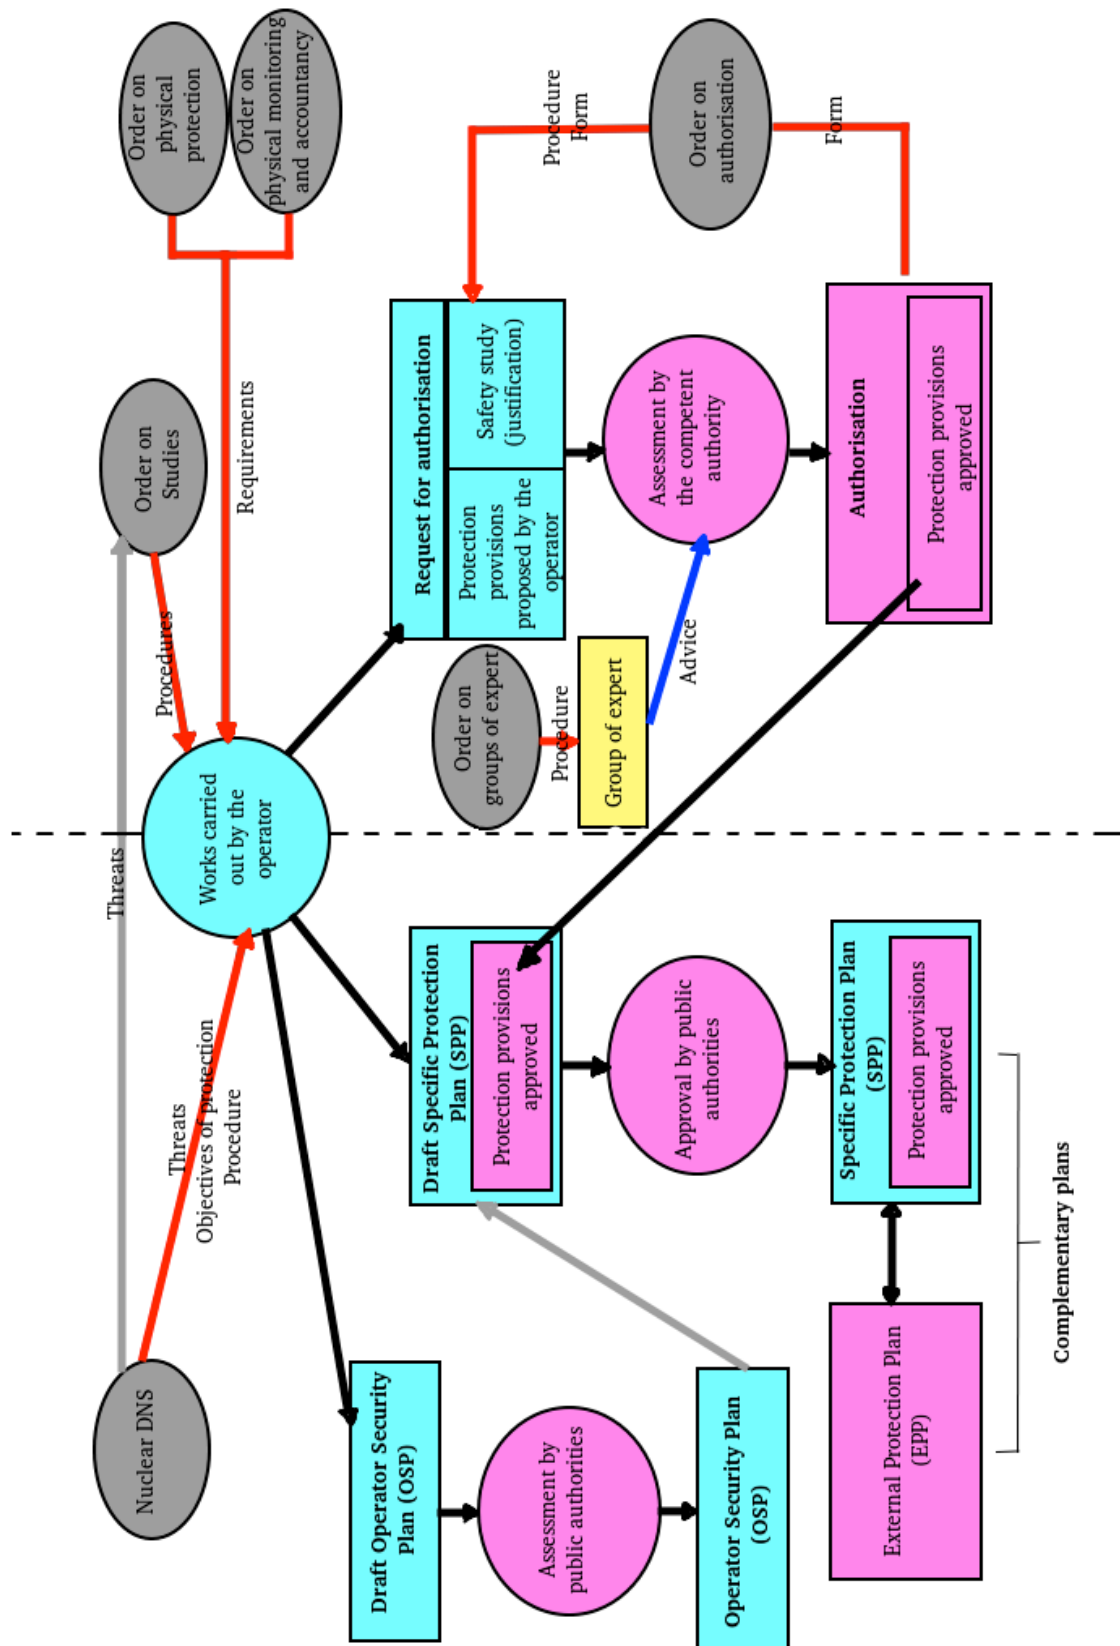 Nuclear DNS
Threats
Order on
Studies
Order on
physical
protection
Order on
physical monitoring
and accountancy
Threats
Objectives of protection
Procedure
Procedures
Requirements
Works carried
out by the
operator
Draft Operator Security
Plan (OSP)
Assessment by
public authorities
Operator Security Plan
(OSP)
Draft Specific Protection
Plan (SPP)
Protection provisions
approved
Approval by public
authorities
Specific Protection Plan
(SPP)
Protection provisions
approved
External Protection Plan
(EPP)
Complementary plans
Order on
groups of expert
Procedure
Group of expert
Advice
Request for authorisation
Protection
provisions
proposed by the
operator
Safety study
(justification)
Assessment by
the competent
authority
Authorisation
Protection provisions
approved
Procedure
Form
Order on
authorisation
Form